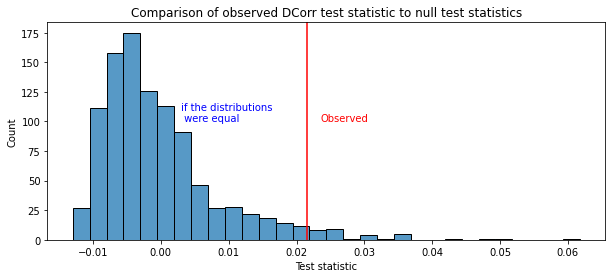 Comparison of observed DCorr test statistic to null test statistics
175
150
125
100
75
50
25
0
Count
if the distributions
were equal
Observed
−0.01
0.00
0.01
0.02
0.03
0.04
0.05
0.06
Test statistic